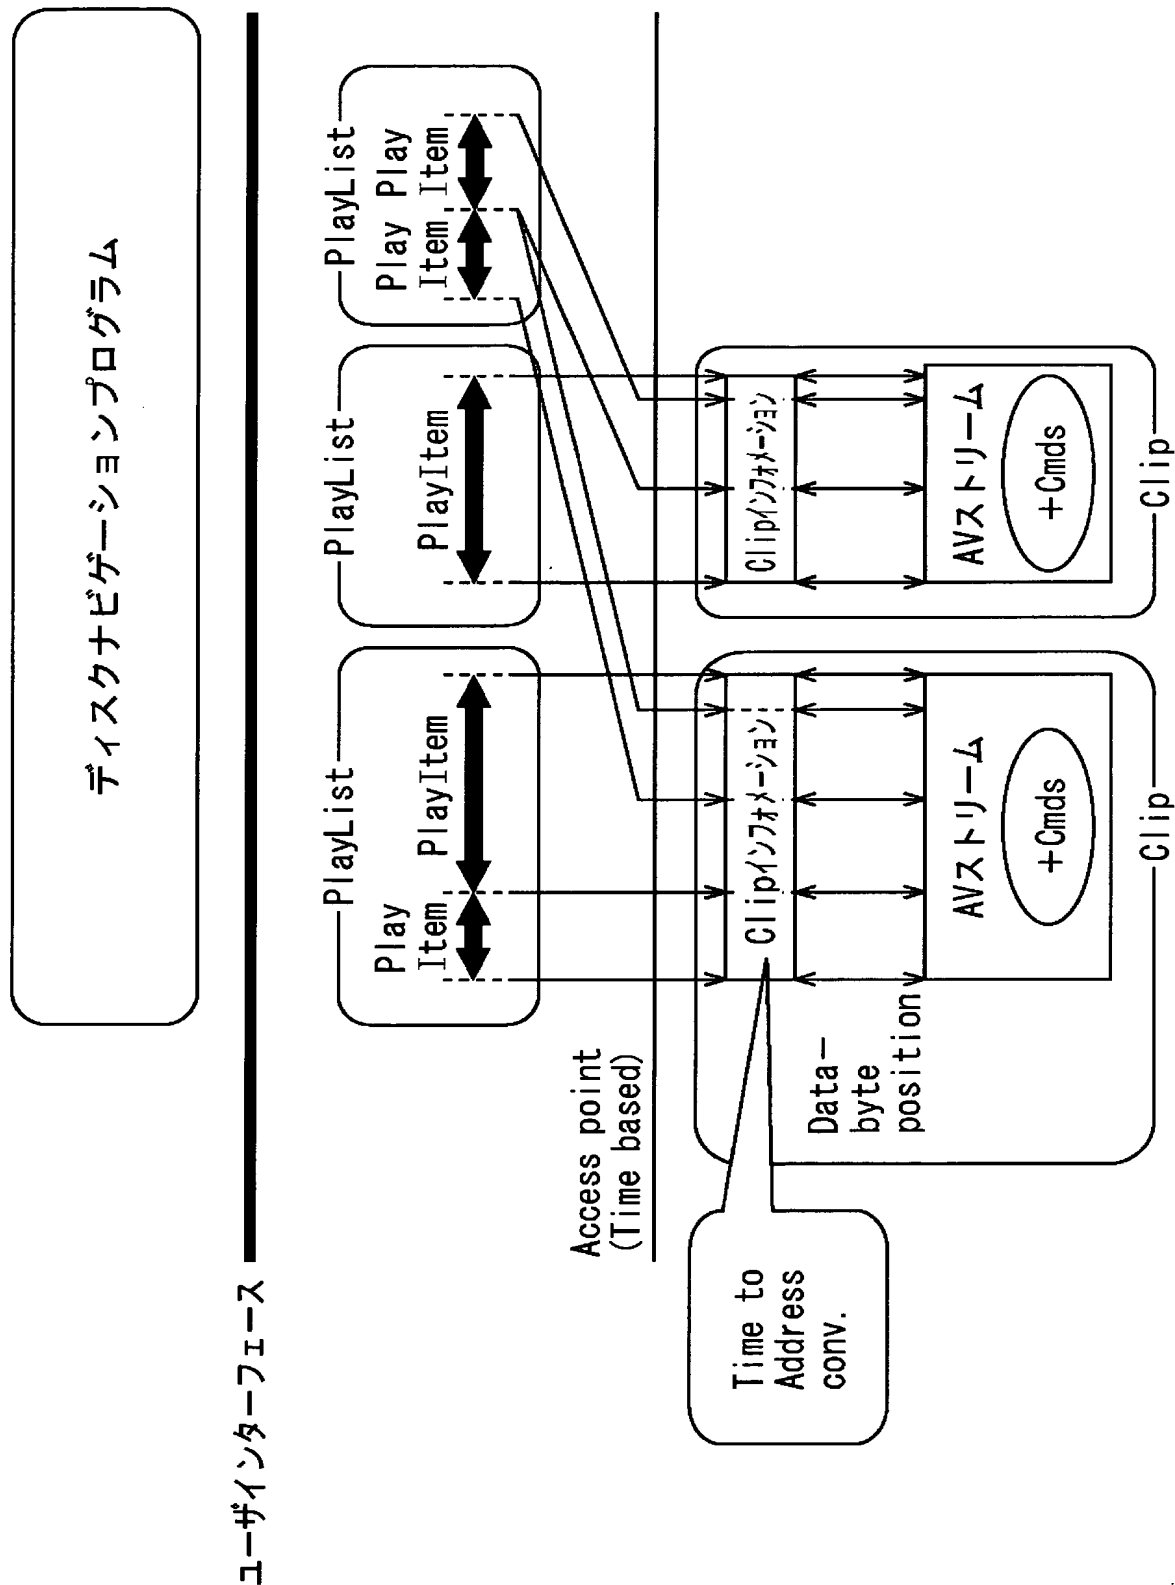 ディスクナビゲーションプログラム
ユーザインターフェース
PlayList
Play
Item
PlayItem
PlayList
PlayItem
PlayList
Play Play
Item Item
Access point
(Time based)
Time to
Address
conv.
Clipインフォメーション
Data-
byte
position
AVストリーム
+Cmds
Clip
Clipインフォメーション
AVストリーム
+Cmds
Clip